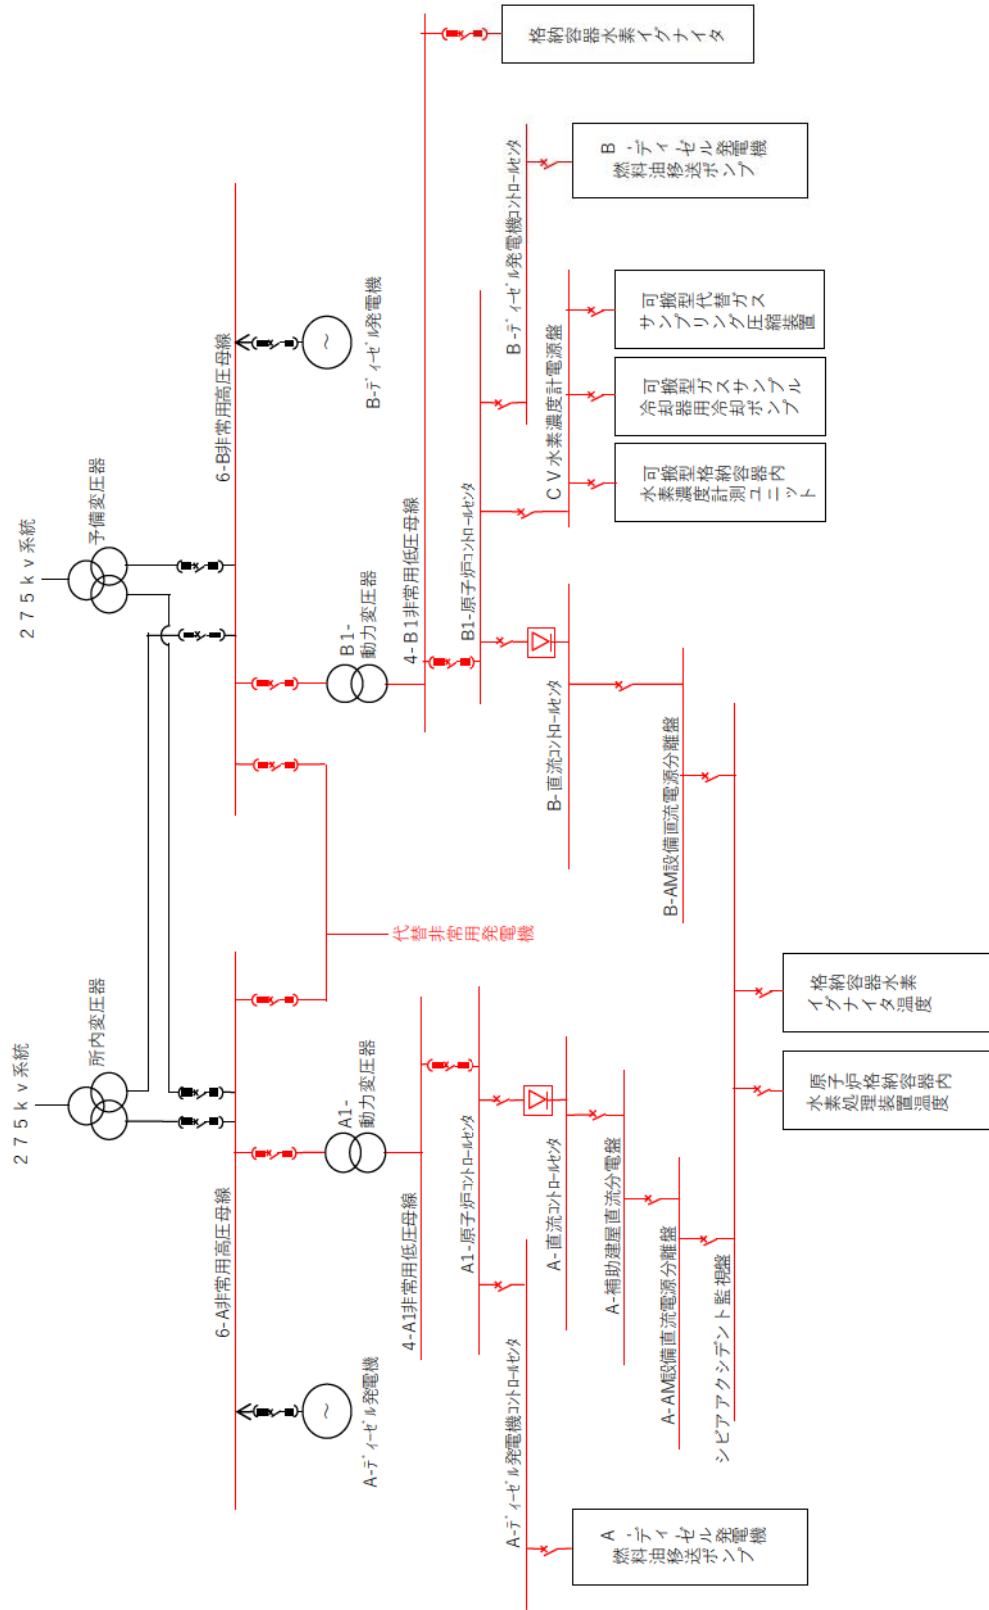 275kv系統
275kv系統
所内変圧器
予備変圧器
6-A非常用高圧母線
6-B非常用高圧母線
A-ﾃﾞｨｰｾﾞﾙ発電機
B-ﾃﾞｨｰｾﾞﾙ発電機
A1-
動力変圧器
B1-
動力変圧器
代替非常用発電機
4-A1非常用低圧母線
4-B1非常用低圧母線
A1-原子炉ｺﾝﾄﾛｰﾙｾﾝﾀ
B1-原子炉ｺﾝﾄﾛｰﾙｾﾝﾀ
格納容器水素イグナイタ
A-ﾃﾞｨｰｾﾞﾙ発電機ｺﾝﾄﾛｰﾙｾﾝﾀ
B-ﾃﾞｨｰｾﾞﾙ発電機ｺﾝﾄﾛｰﾙｾﾝﾀ
A-直流ｺﾝﾄﾛｰﾙｾﾝﾀ
B-直流ｺﾝﾄﾛｰﾙｾﾝﾀ
CV水素濃度計電源盤
A-ディゼル発電機
燃料油移送ポンプ
B-ディゼル発電機
燃料油移送ポンプ
A-補助建屋直流分電盤
可搬型格納容器内
水素濃度計測ユニット
可搬型ガスサンプル
冷却器用冷却ポンプ
可搬型代替ガス
サンプリング圧縮装置
A-AM設備直流電源分離盤
B-AM設備直流電源分離盤
シビアアクシデント監視盤
原子炉格納容器内
水素処理装置温度
格納容器水素
イグナイタ温度